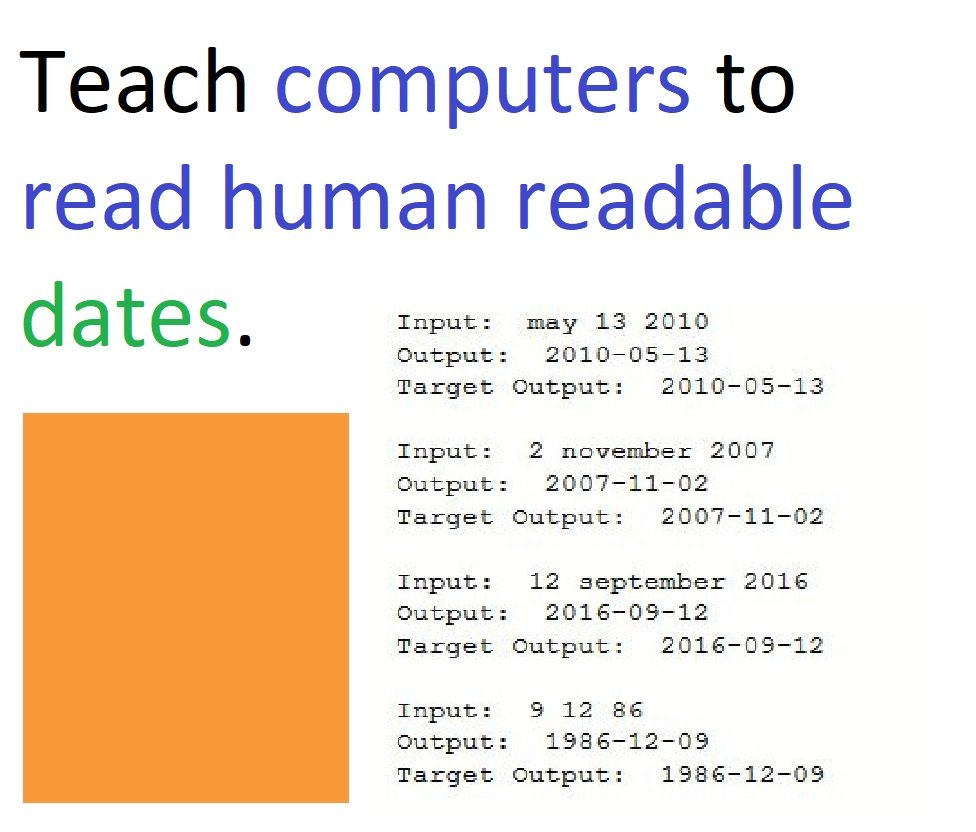 Teach computers to
read human readable
dates.
Input:  may 13 2010
Output:  2010-05-13
Target Output:  2010-05-13
Input:  2 november 2007
Output:  2007-11-02
Target Output:  2007-11-02
Input:  12 september 2016
Output:  2016-09-12
Target Output:  2016-09-12
Input:  9 12 86
Output:  1986-12-09
Target Output:  1986-12-09